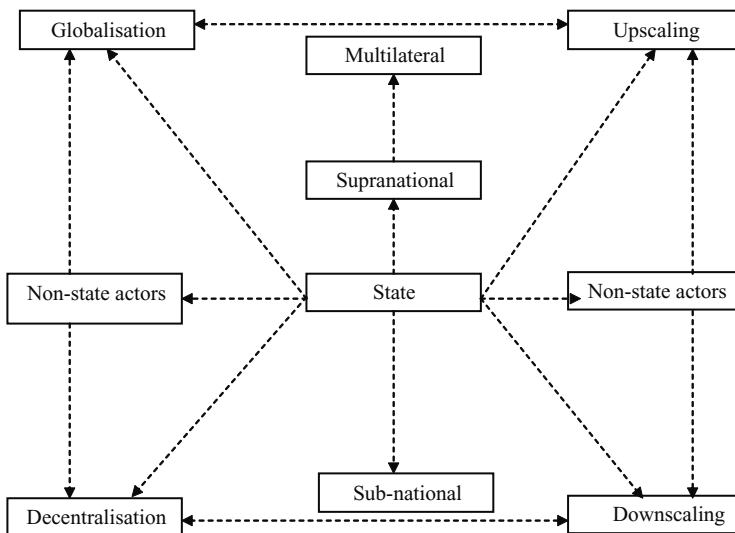 Globalisation
Upscaling
Multilateral
Supranational
Non-state actors
State
Non-state actors
Sub-national
Decentralisation
Downscaling